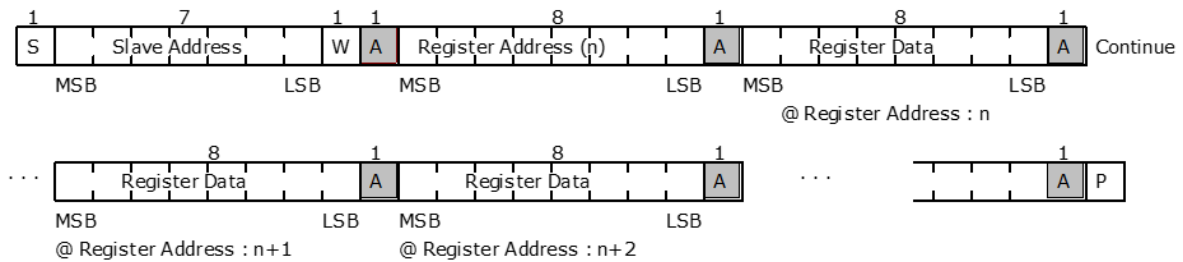 1 7 1 1 8 1 8 1
S Slave Address W A Register Address (n) A Register Data A Continue
MSB LSB MSB LSB MSB LSB
@ Register Address : n
8 1 8 1 1
. . . Register Data A Register Data A . . . A P
MSB LSB MSB LSB
@ Register Address : n+1 @ Register Address : n+2